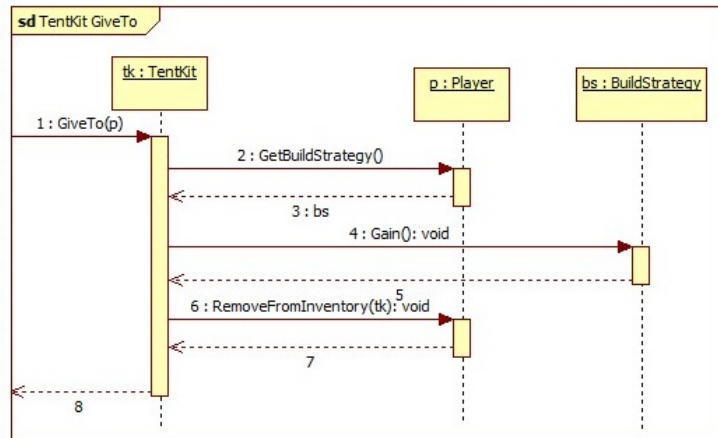 sd TentKit GiveTo
tk : TentKit
p : Player
bs : BuildStrategy
1 : GiveTo(p)
2 : GetBuildStrategy()
3 : bs
4 : Gain(): void
5
6 : RemoveFromInventory(tk): void
7
8